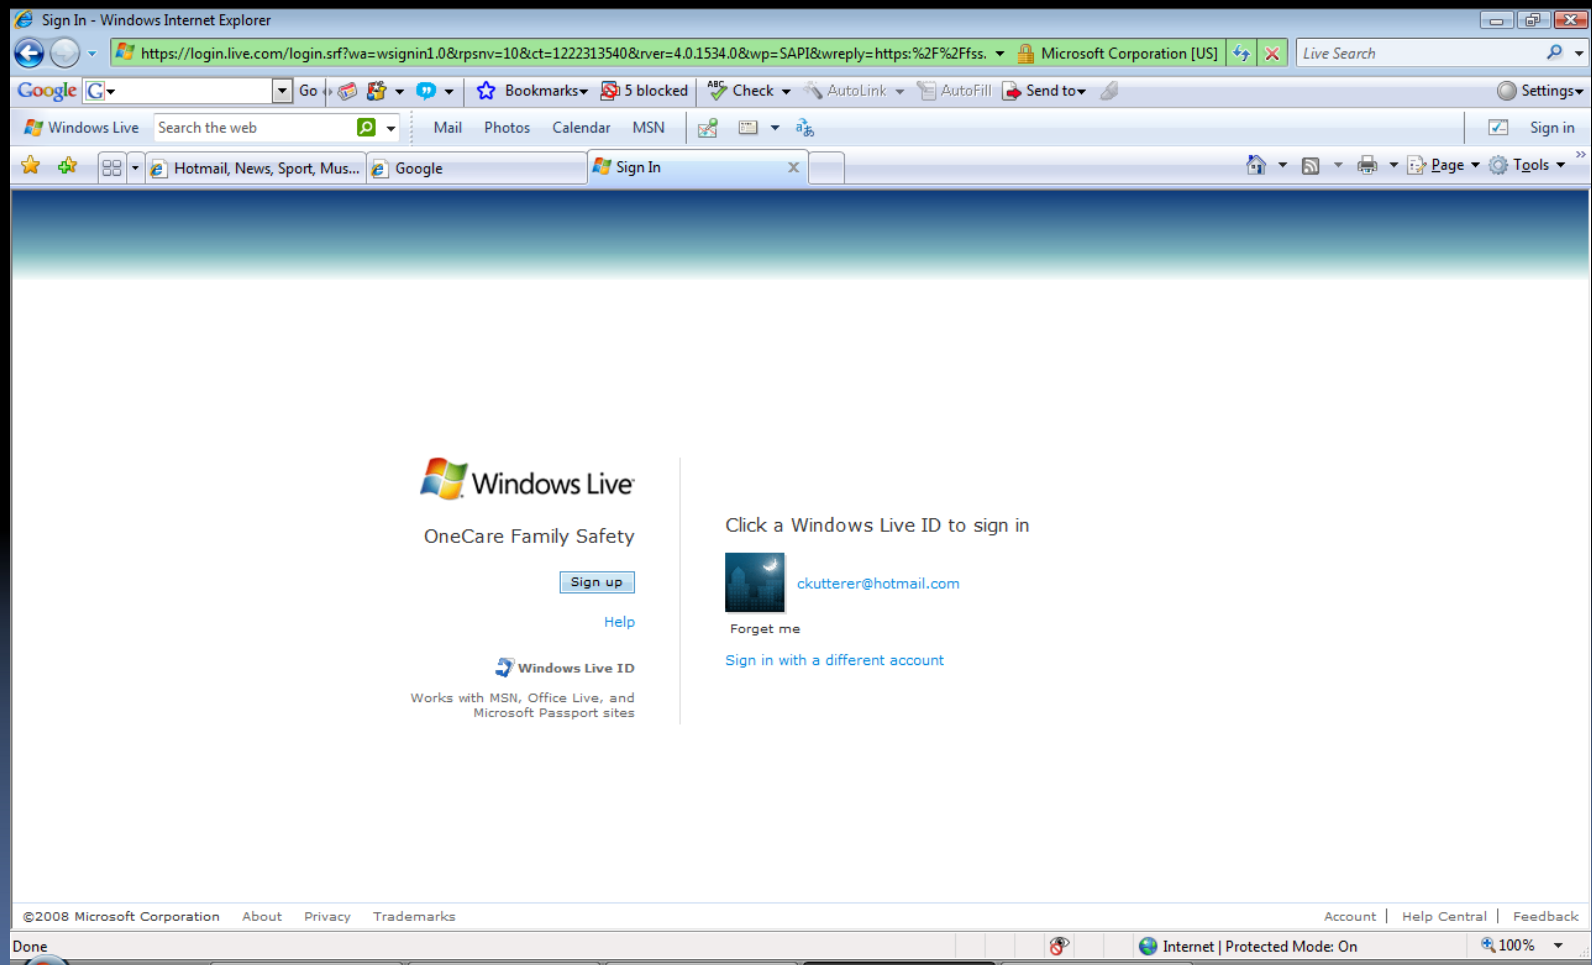 Sign In - Windows Internet Explorer
https://login.live.com/login.srf?wa=wsignin1.0&rpsnv=10&ct=1222313540&rver=4.0.1534.0&wp=SAPI&wreply=https:%2F%2Ffss. Microsoft Corporation [US] Live Search
Google G Go 5 blocked Bookmarks ABC Check AutoLink AutoFill Send to Settings
Windows Live Search the web Mail Photos Calendar MSN Sign in
Hotmail, News, Sport, Mus... Google Sign In x Page Tools »
Windows Live
OneCare Family Safety
Sign up
Help
Windows Live ID
Works with MSN, Office Live, and
Microsoft Passport sites
Click a Windows Live ID to sign in
ckutterer@hotmail.com
Forget me
Sign in with a different account
©2008 Microsoft Corporation About Privacy Trademarks Account | Help Central | Feedback
Done Internet | Protected Mode: On 100%